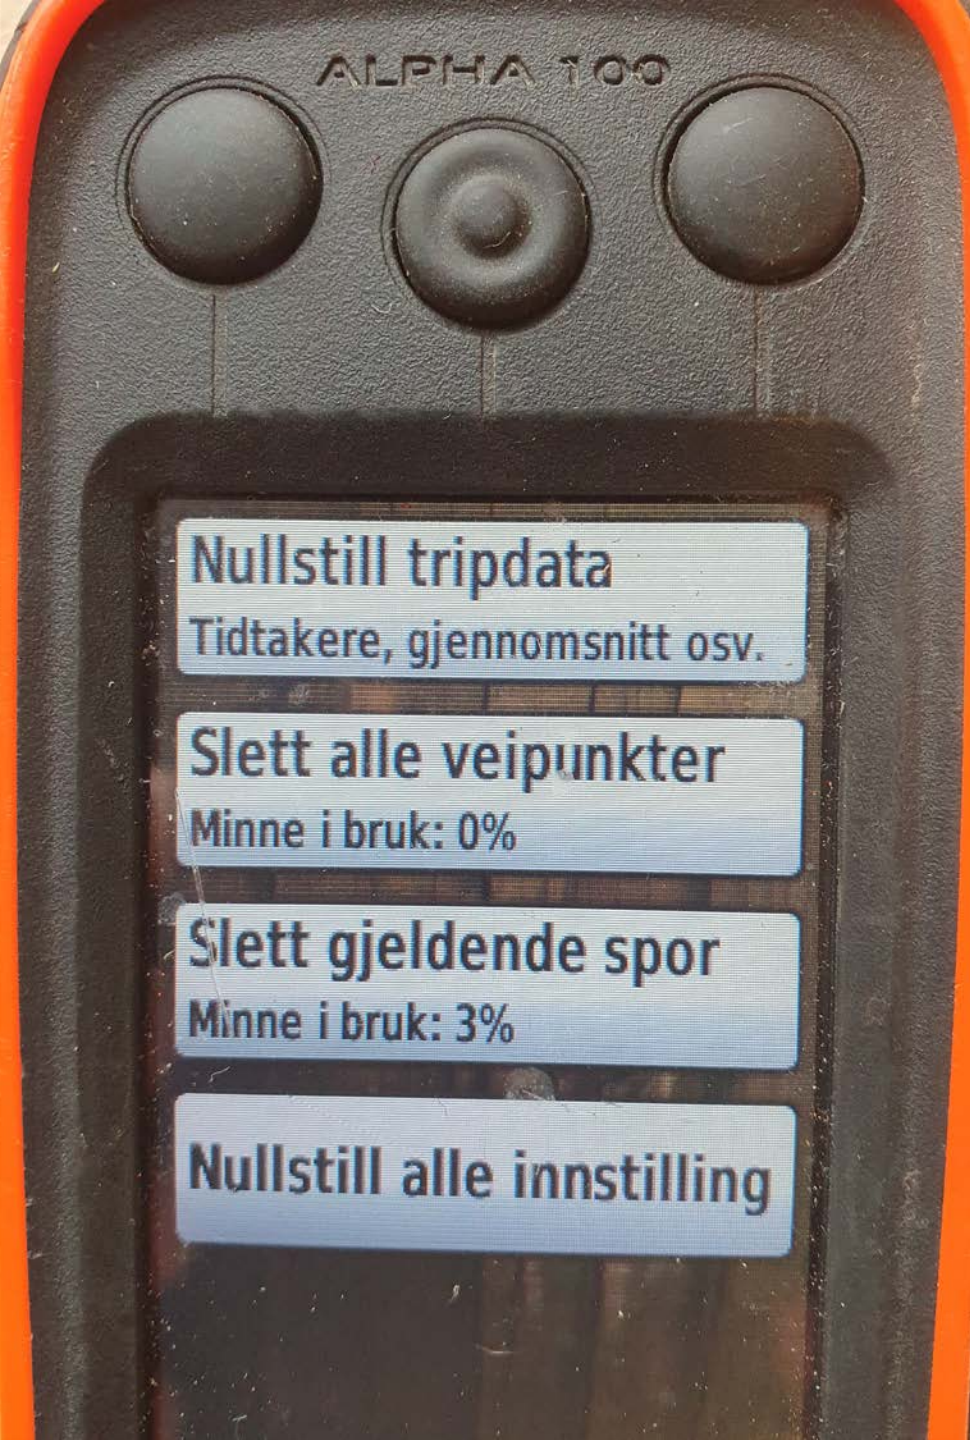 ALPHA 100
Nullstill tripdata
Tidtakere, gjennomsnitt osv.
Slett alle veipunkter
Minne i bruk: 0%
Slett gjeldende spor
Minne i bruk: 3%
Nullstill alle innstilling